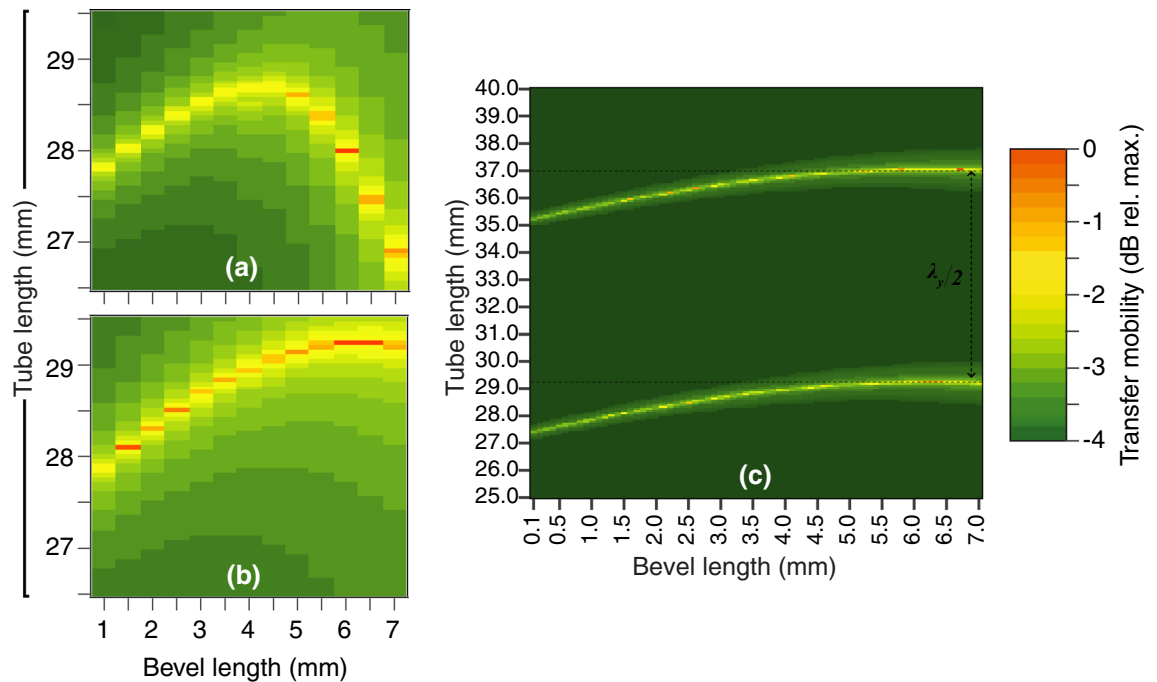 Tube length (mm)
29
28
27
(a)
29
28
27
(b)
1 2 3 4 5 6 7
Bevel length (mm)
Tube length (mm)
40.0
39.0
38.0
37.0
36.0
35.0
34.0
33.0
32.0
31.0
30.0
29.0
28.0
27.0
26.0
25.0
λy/2
(c)
0.1 0.5 1.0 1.5 2.0 2.5 3.0 3.5 4.0 4.5 5.0 5.5 6.0 6.5 7.0
Bevel length (mm)
0
-1
-2
-3
-4
Transfer mobility (dB rel. max.)